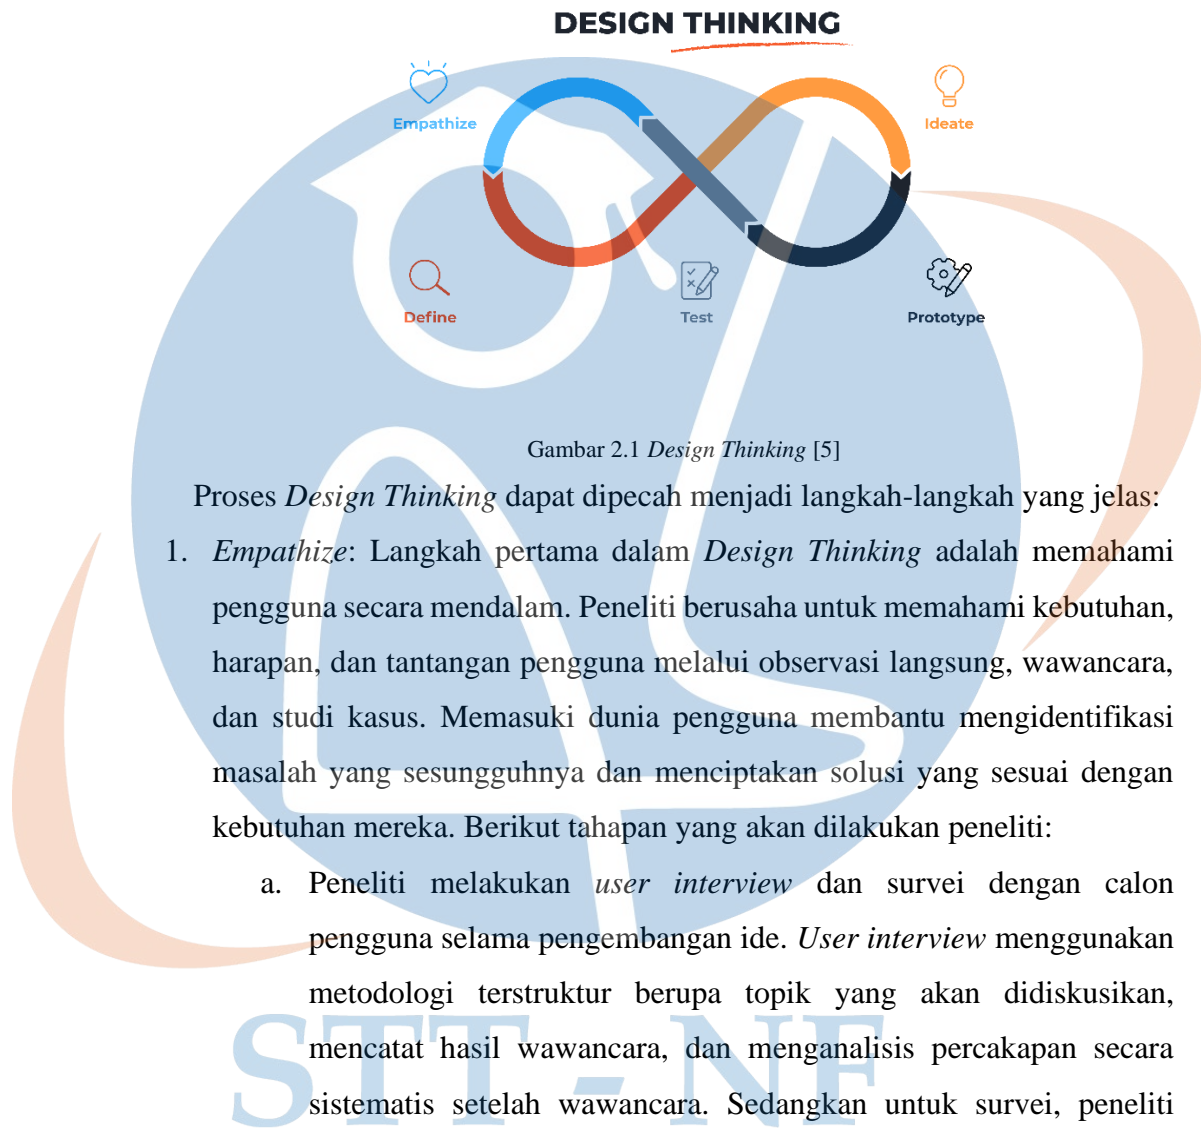 DESIGN THINKING
Empathize
Ideate
Define
Test
Prototype
Gambar 2.1 Design Thinking [5]
Proses Design Thinking dapat dipecah menjadi langkah-langkah yang jelas:
1. Empathize: Langkah pertama dalam Design Thinking adalah memahami
pengguna secara mendalam. Peneliti berusaha untuk memahami kebutuhan,
harapan, dan tantangan pengguna melalui observasi langsung, wawancara,
dan studi kasus. Memasuki dunia pengguna membantu mengidentifikasi
masalah yang sesungguhnya dan menciptakan solusi yang sesuai dengan
kebutuhan mereka. Berikut tahapan yang akan dilakukan peneliti:
a. Peneliti melakukan user interview dan survei dengan calon
pengguna selama pengembangan ide. User interview menggunakan
metodologi terstruktur berupa topik yang akan didiskusikan,
mencatat hasil wawancara, dan menganalisis percakapan secara
sistematis setelah wawancara. Sedangkan untuk survei, peneliti
STT - NF